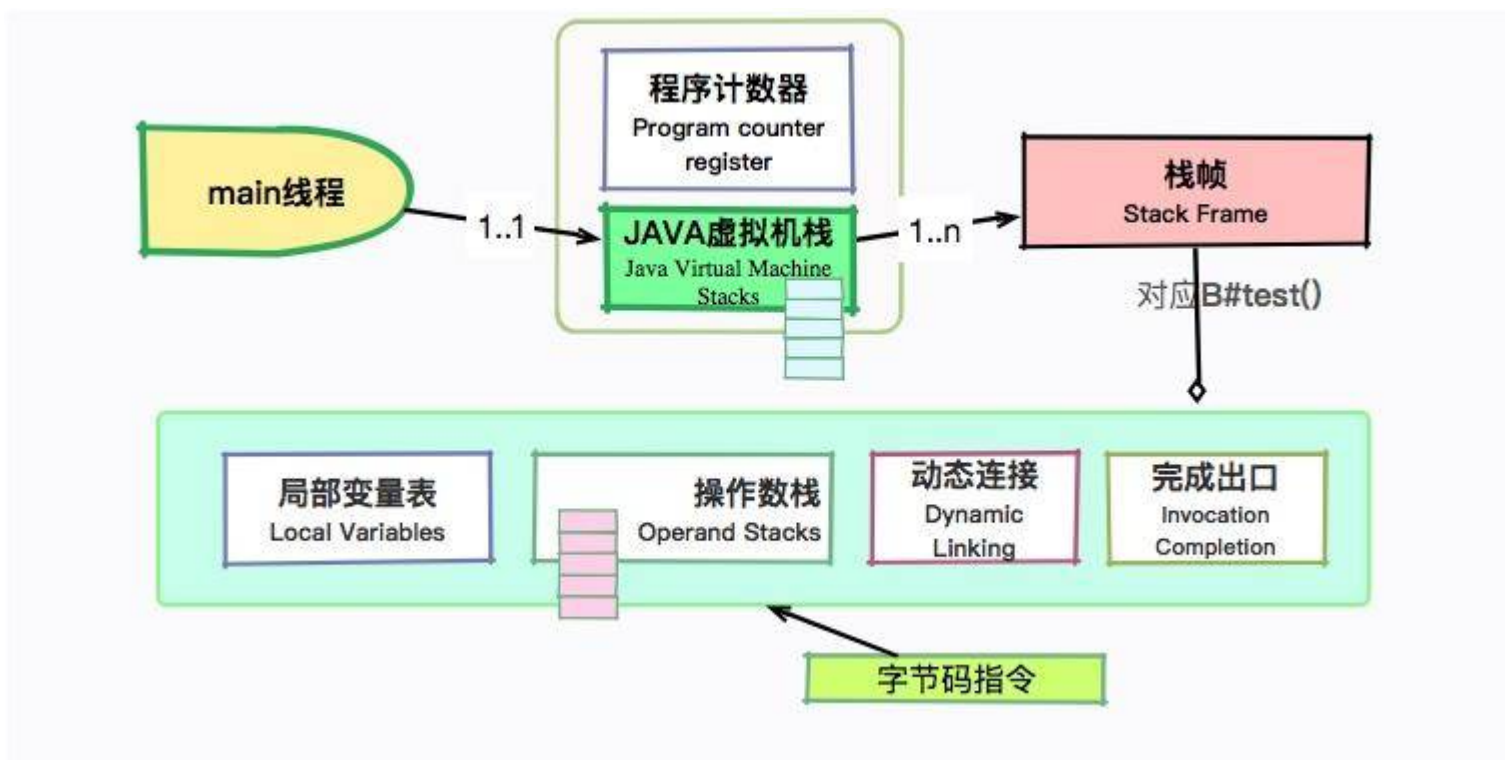 程序计数器
Program counter
register
main线程
1..1
JAVA虚拟机栈
Java Virtual Machine
Stacks
1..n
栈帧
Stack Frame
对应B#test()
局部变量表
Local Variables
操作数栈
Operand Stacks
动态连接
Dynamic
Linking
完成出口
Invocation
Completion
字节码指令